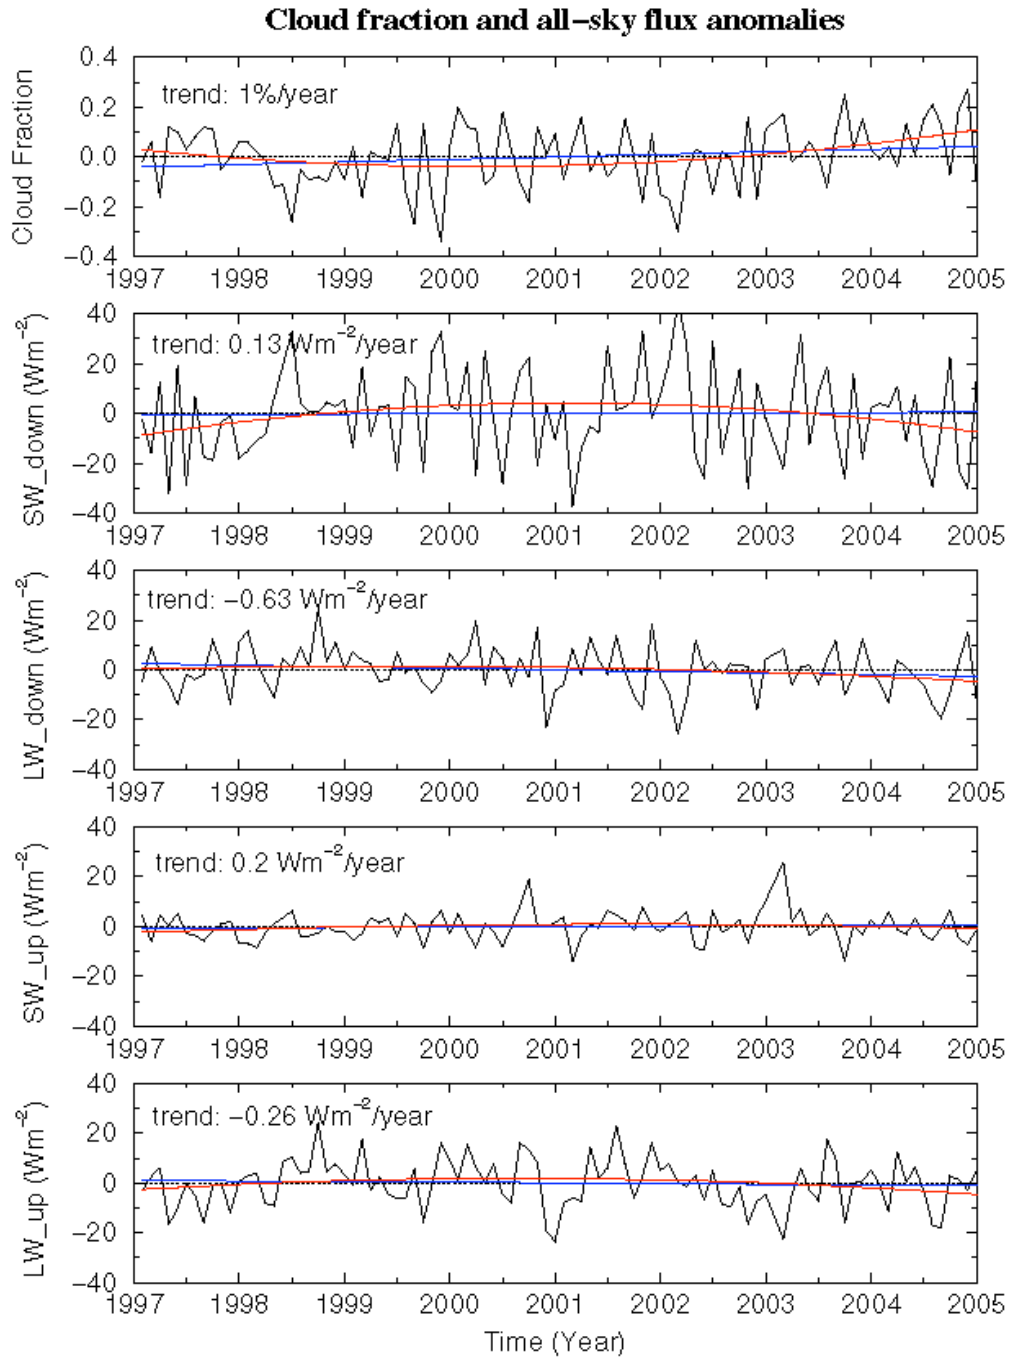 Cloud fraction and all−sky flux anomalies
Cloud Fraction
trend: 1%/year
0.4
0.2
0.0
−0.2
−0.4
1997 1998 1999 2000 2001 2002 2003 2004 2005
SW_down (Wm−2)
trend: 0.13 Wm−2/year
40
20
0
−20
−40
1997 1998 1999 2000 2001 2002 2003 2004 2005
LW_down (Wm−2)
trend: −0.63 Wm−2/year
40
20
0
−20
−40
1997 1998 1999 2000 2001 2002 2003 2004 2005
SW_up (Wm−2)
trend: 0.2 Wm−2/year
40
20
0
−20
−40
1997 1998 1999 2000 2001 2002 2003 2004 2005
LW_up (Wm−2)
trend: −0.26 Wm−2/year
40
20
0
−20
−40
1997 1998 1999 2000 2001 2002 2003 2004 2005
Time (Year)